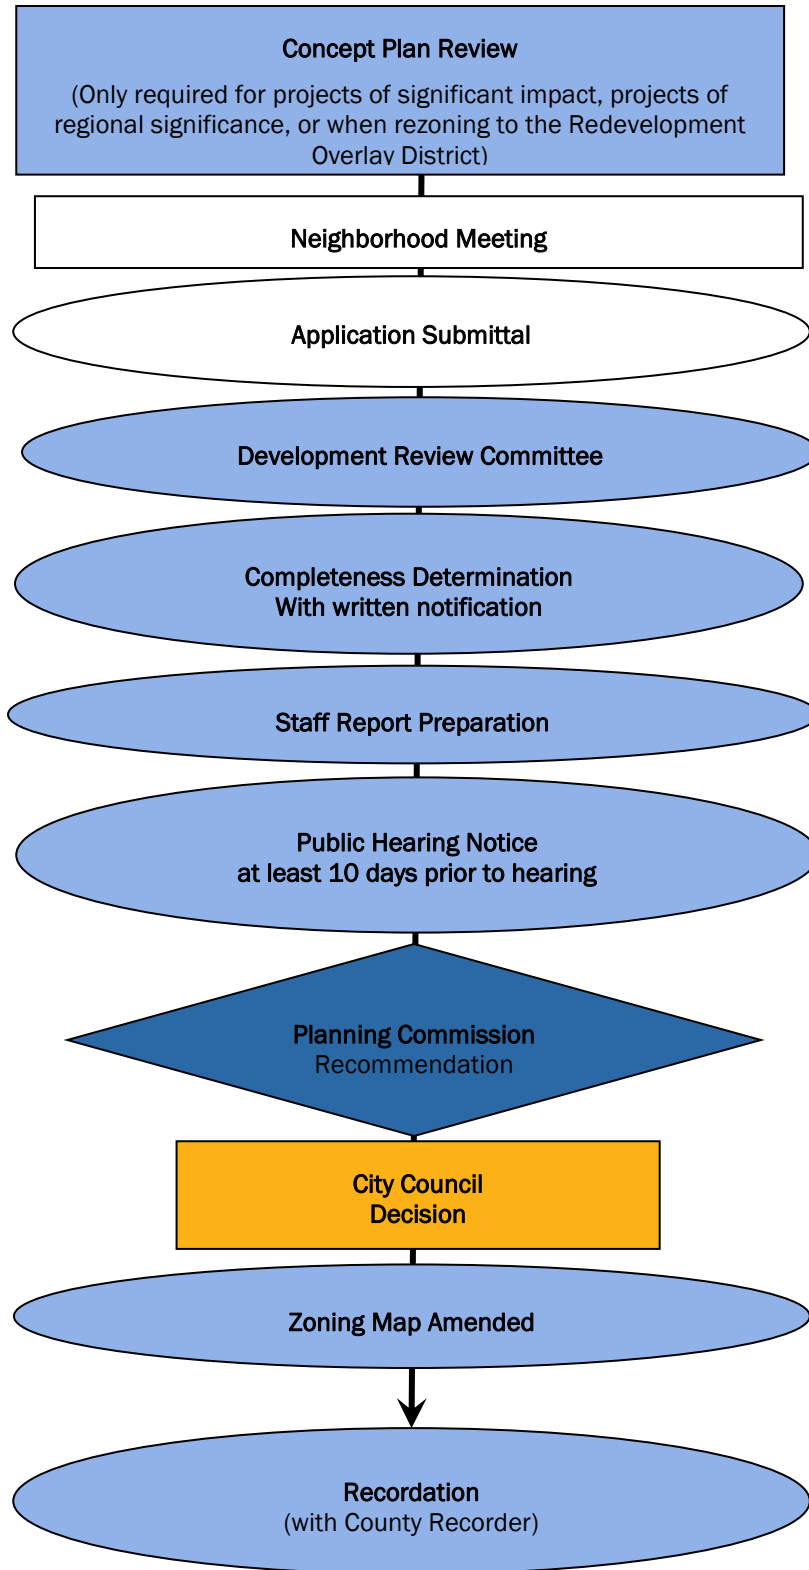 Concept Plan Review
(Only required for projects of significant impact, projects of
regional significance, or when rezoning to the Redevelopment
Overlay District)
Neighborhood Meeting
Application Submittal
Development Review Committee
Completeness Determination
With written notification
Staff Report Preparation
Public Hearing Notice
at least 10 days prior to hearing
Planning Commission
Recommendation
City Council
Decision
Zoning Map Amended
Recordation
(with County Recorder)